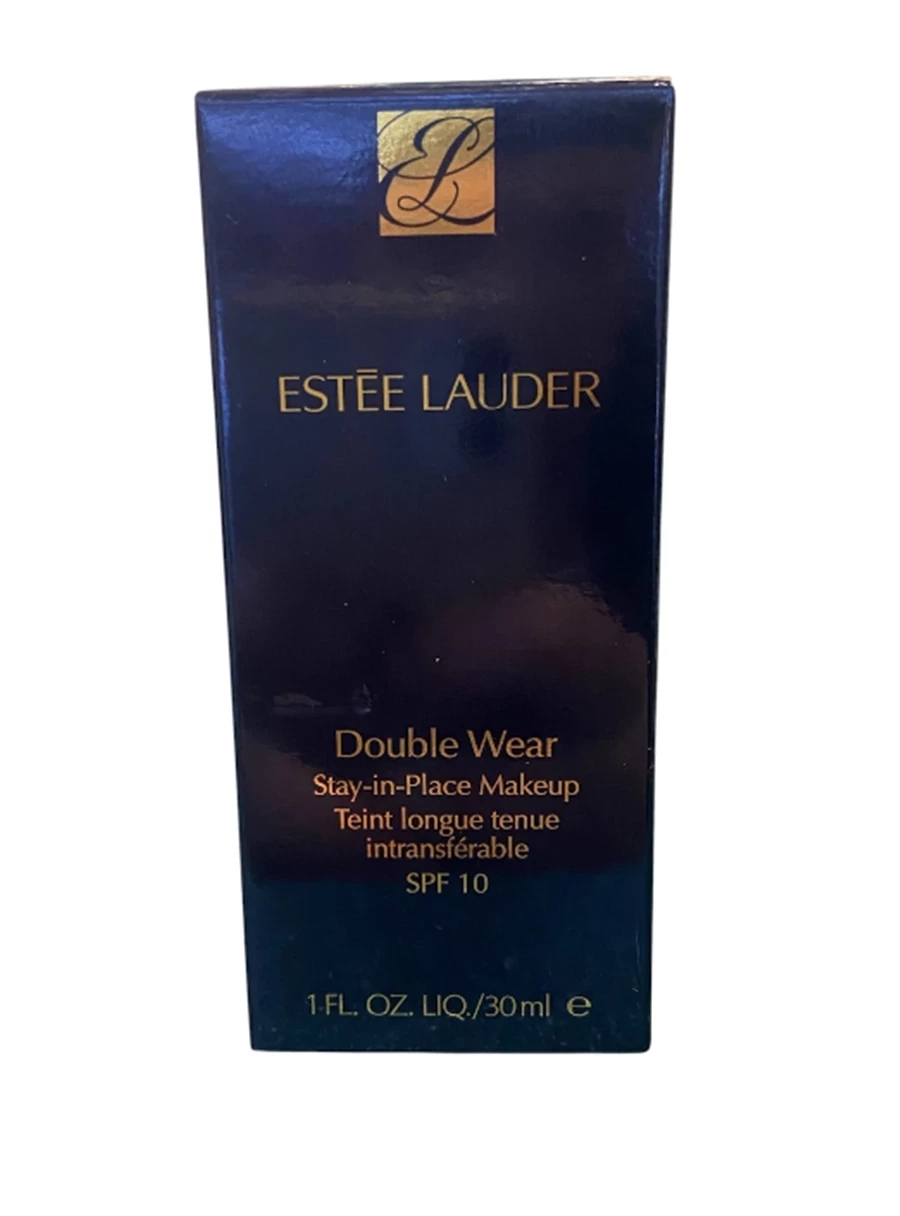 EL
ESTĒE LAUDER
Double Wear
Stay-in-Place Makeup
Teint longue tenue
intransférable
SPF 10
1 FL. OZ. LIQ./30 ml ℮